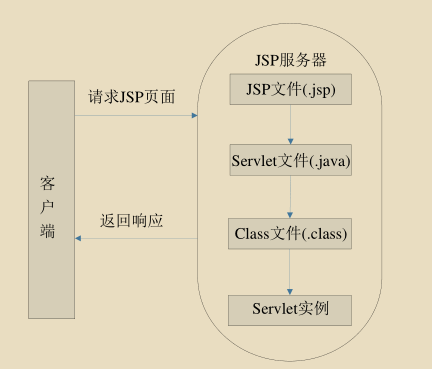 JSP服务器
JSP文件(.jsp)
请求JSP页面
Servlet文件(.java)
客户端
返回响应
Class文件(.class)
Servlet实例